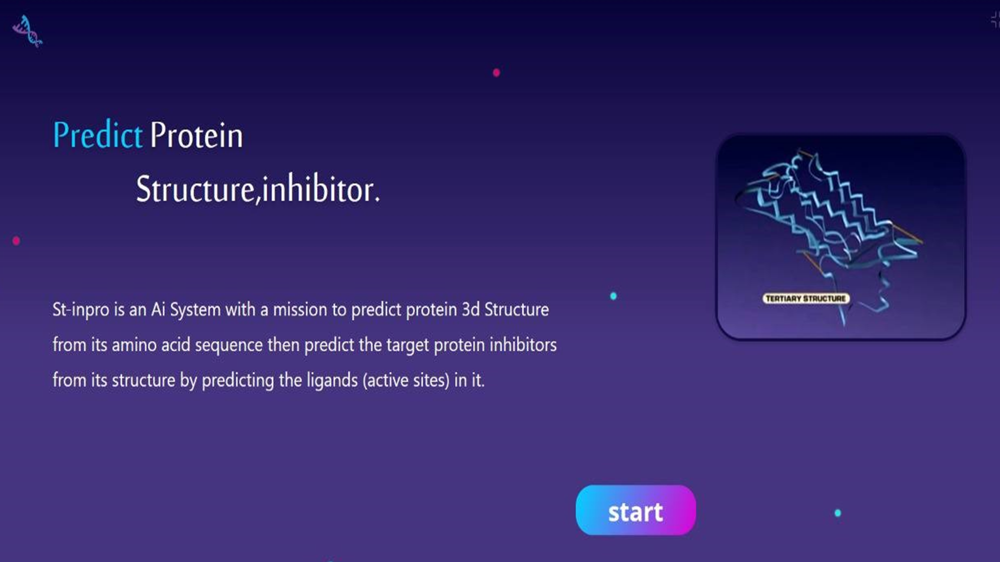 Predict Protein
Structure,inhibitor.
St-inpro is an Ai System with a mission to predict protein 3d Structure
from its amino acid sequence then predict the target protein inhibitors
from its structure by predicting the ligands (active sites) in it.
TERTIARY STRUCTURE
start